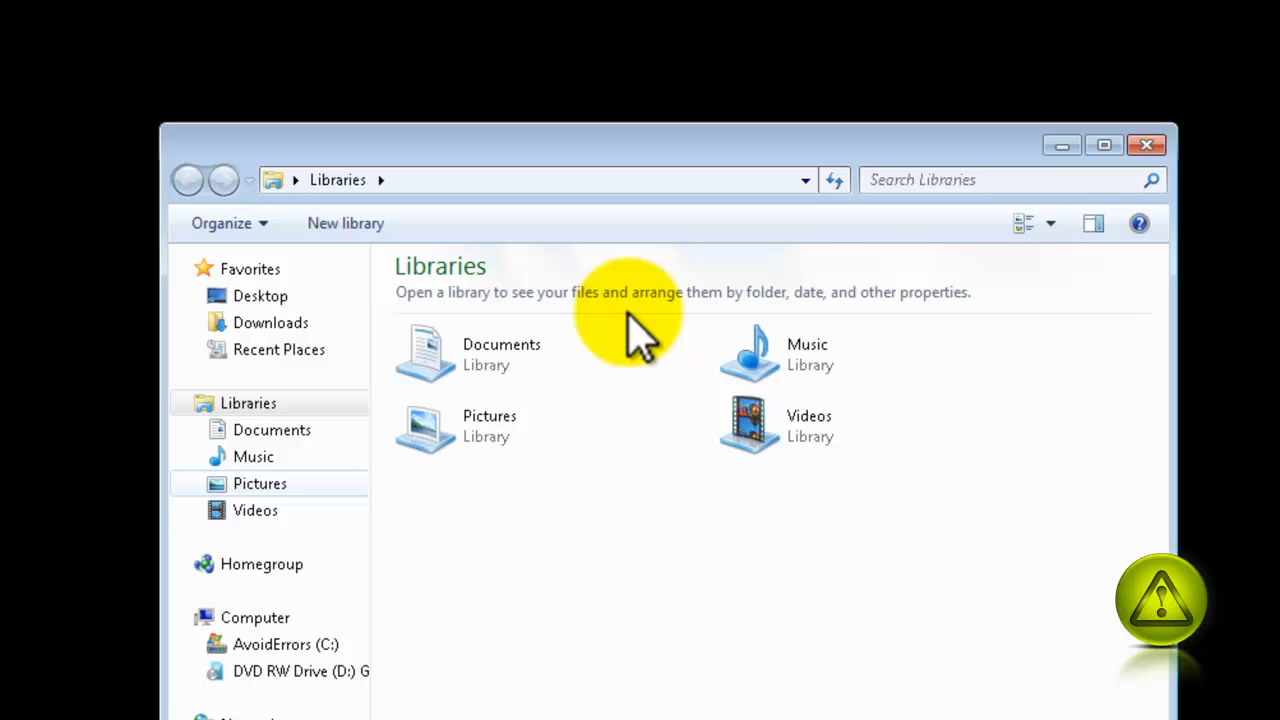 Libraries
Search Libraries
Organize
New library
Favorites
Desktop
Downloads
Recent Places
Libraries
Documents
Music
Pictures
Videos
Homegroup
Computer
AvoidErrors (C:)
DVD RW Drive (D:) G
Libraries
Open a library to see your files and arrange them by folder, date, and other properties.
Documents
Library
Music
Library
Pictures
Library
Videos
Library